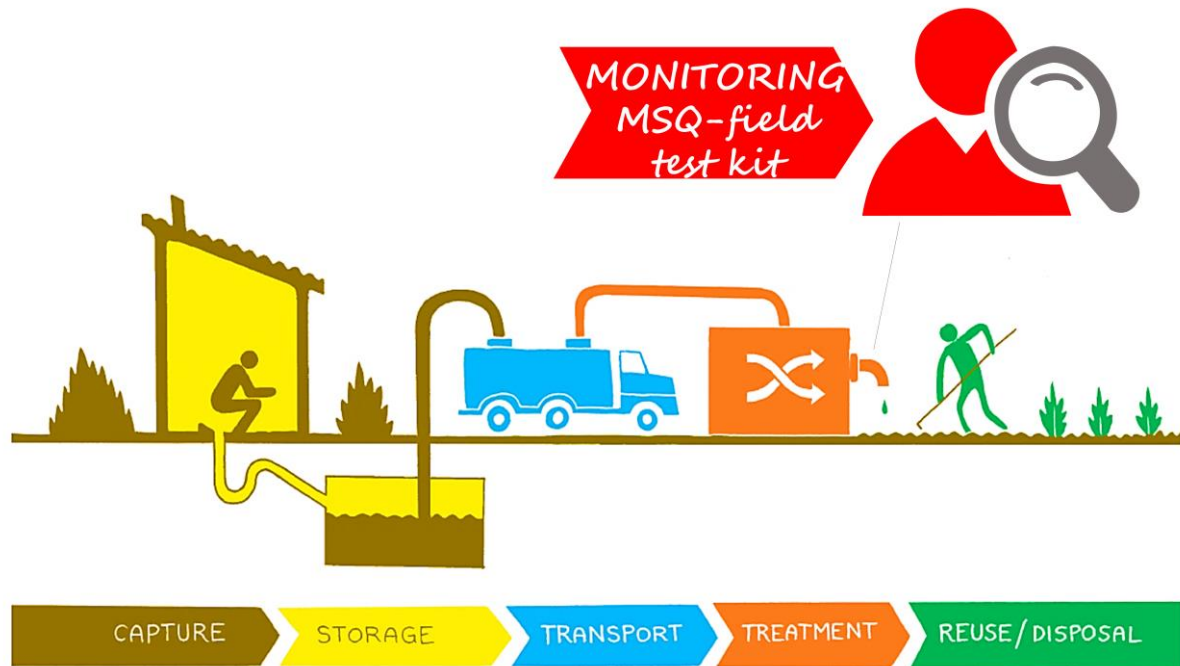 MONITORING
MSQ-field
test kit
CAPTURE
STORAGE
TRANSPORT
TREATMENT
REUSE/DISPOSAL